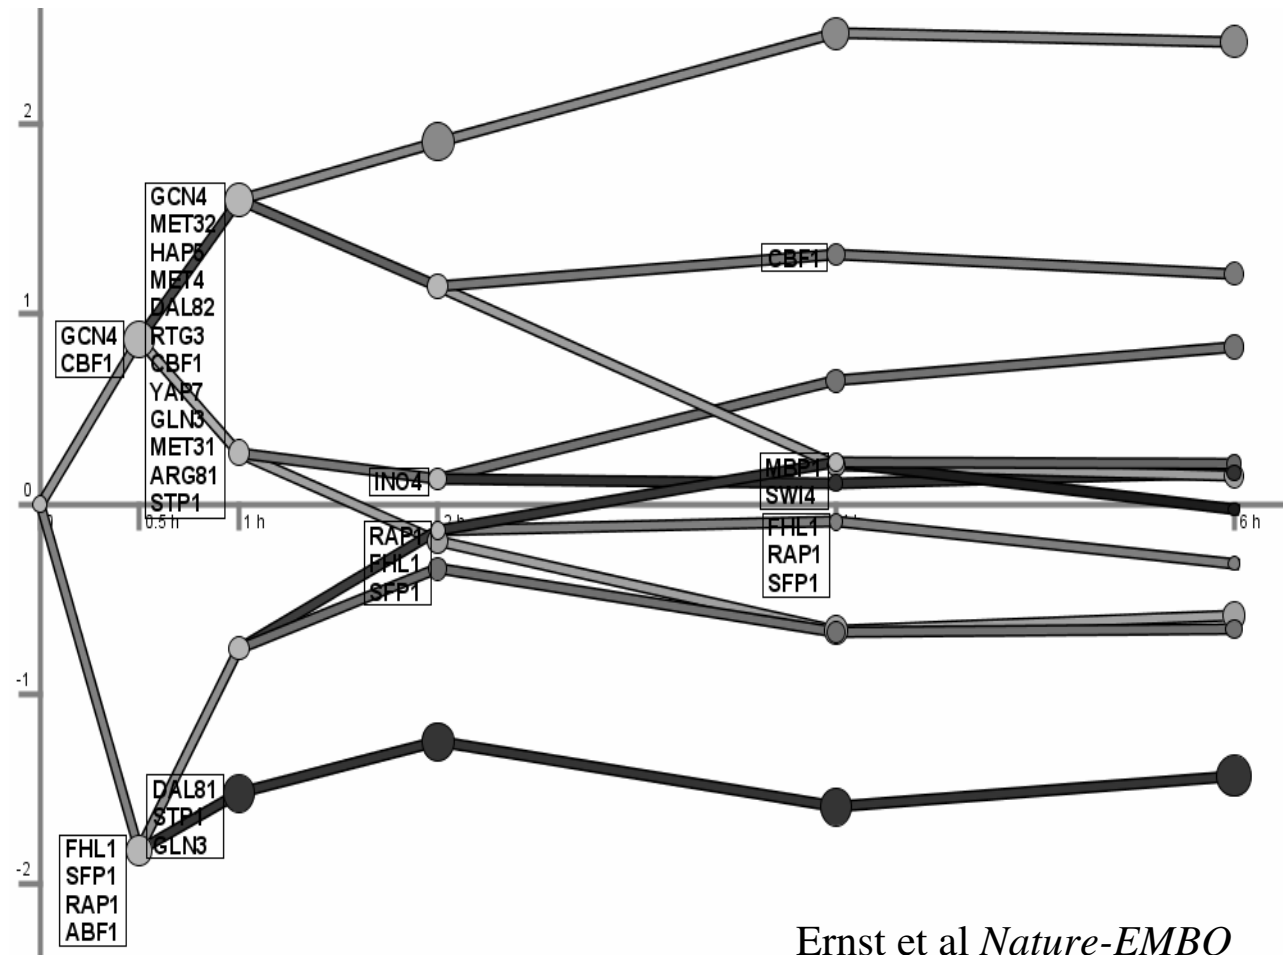 2
1
0
-1
-2
0.5 h
1 h
2 h
6 h
GCN4
CBF1
GCN4
MET32
HAP5
MET4
DAL82
RTG3
CBF1
YAP7
GLN3
MET31
ARG81
STP1
FHL1
SFP1
RAP1
ABF1
DAL81
STP1
GLN3
INO4
RAP1
FHL1
SFP1
CBF1
MBP1
SWI4
FHL1
RAP1
SFP1
Ernst et al Nature-EMBO